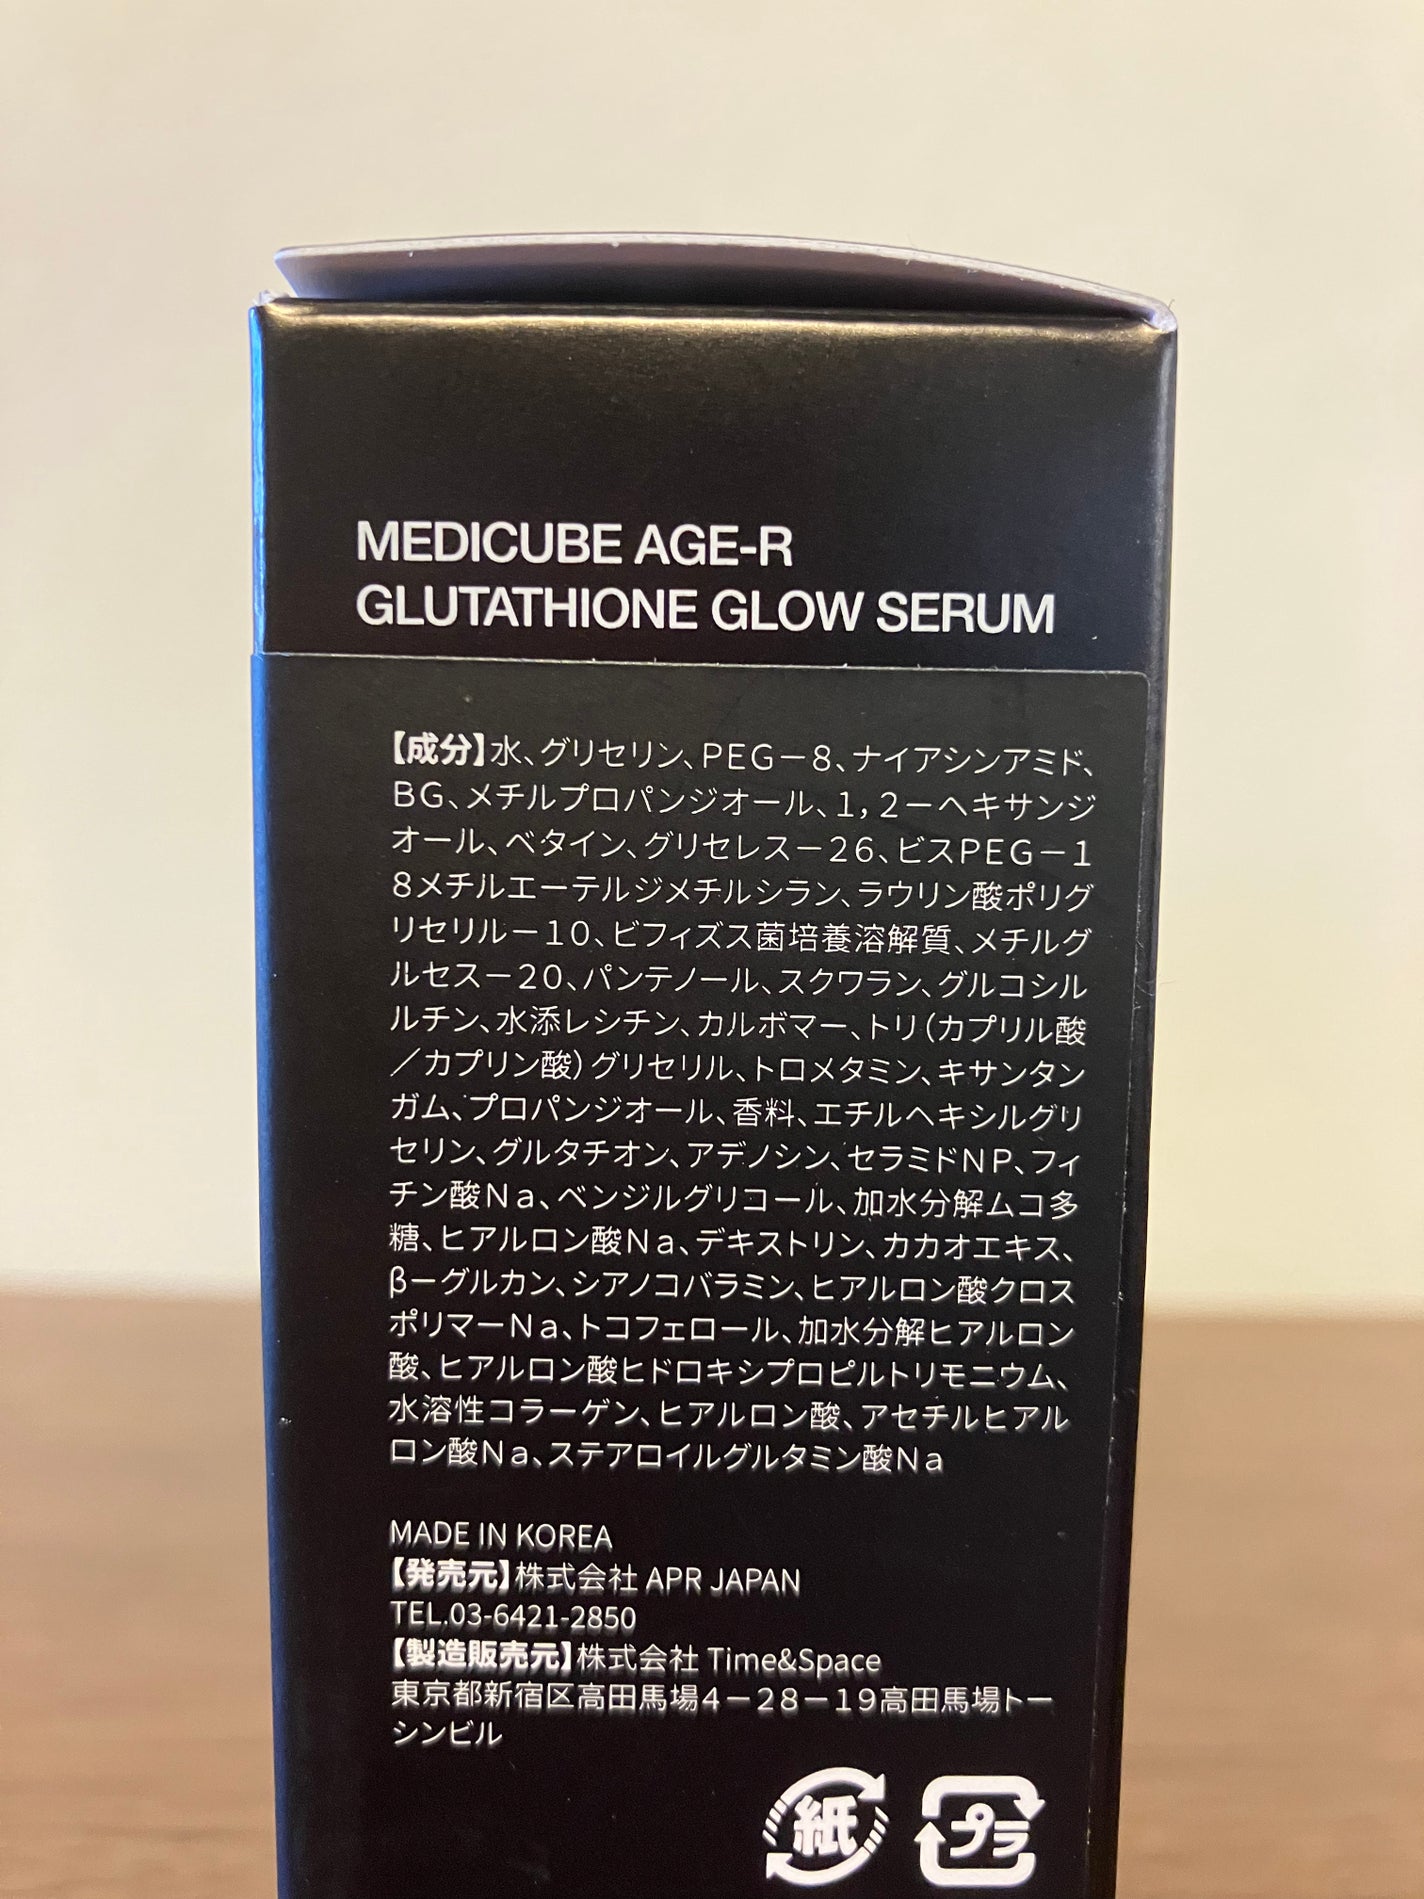 MEDICUBE AGE-R
GLUTATHIONE GLOW SERUM
【成分】水、グリセリン、PEG－8、ナイアシンアミド、
BG、メチルプロパンジオール、1，2－ヘキサンジ
オール、ベタイン、グリセレス－26、ビスPEG－1
8メチルエーテルジメチルシラン、ラウリン酸ポリグ
リセリル－10、ビフィズス菌培養溶解質、メチルグ
ルセス－20、パンテノール、スクワラン、グルコシル
ルチン、水添レシチン、カルボマー、トリ（カプリル酸
／カプリン酸）グリセリル、トロメタミン、キサンタン
ガム、プロパンジオール、香料、エチルヘキシルグリ
セリン、グルタチオン、アデノシン、セラミドNP、フィ
チン酸Na、ベンジルグリコール、加水分解ムコ多
糖、ヒアルロン酸Na、デキストリン、カカオエキス、
β－グルカン、シアノコバラミン、ヒアルロン酸クロス
ポリマーNa、トコフェロール、加水分解ヒアルロン
酸、ヒアルロン酸ヒドロキシプロピルトリモニウム、
水溶性コラーゲン、ヒアルロン酸、アセチルヒアル
ロン酸Na、ステアロイルグルタミン酸Na
MADE IN KOREA
【発売元】株式会社 APR JAPAN
TEL.03-6421-2850
【製造販売元】株式会社 Time&Space
東京都新宿区高田馬場4－28－19高田馬場トー
シンビル
紙
プラ